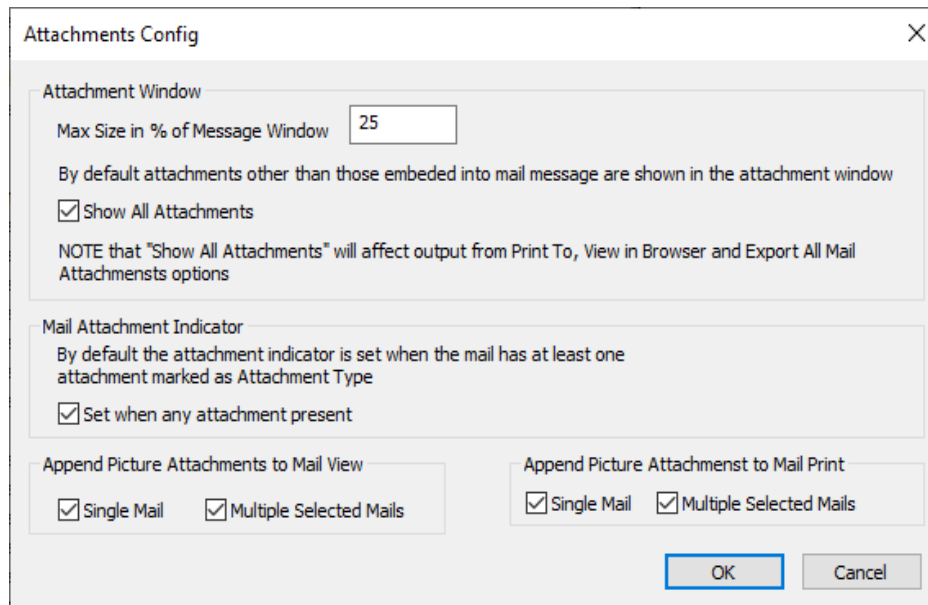 Attachments Config
Attachment Window
Max Size in % of Message Window 25
By default attachments other than those embeded into mail message are shown in the attachment window
Show All Attachments
NOTE that "Show All Attachments" will affect output from Print To, View in Browser and Export All Mail
Attachmensts options
Mail Attachment Indicator
By default the attachment indicator is set when the mail has at least one
attachment marked as Attachment Type
Set when any attachment present
Append Picture Attachments to Mail View
Single Mail Multiple Selected Mails
Append Picture Attachmenst to Mail Print
Single Mail Multiple Selected Mails
OK Cancel